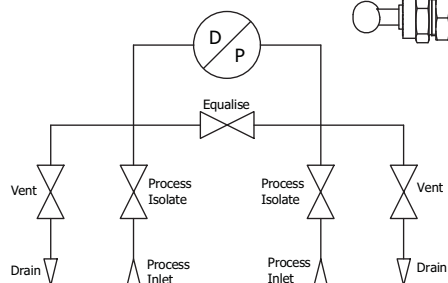 D
P
Equalise
Vent
Process
Isolate
Process
Isolate
Vent
Drain
Process
Inlet
Process
Inlet
Drain